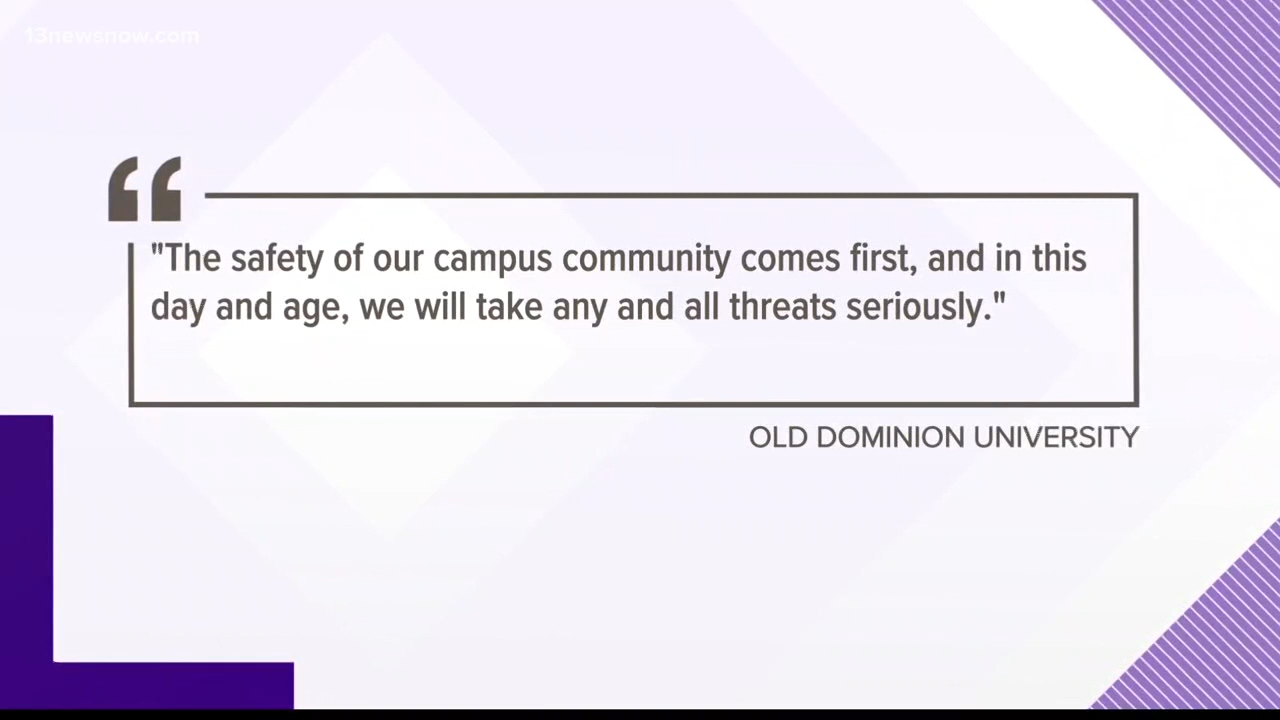 13newsnow.com
"The safety of our campus community comes first, and in this
day and age, we will take any and all threats seriously."
OLD DOMINION UNIVERSITY